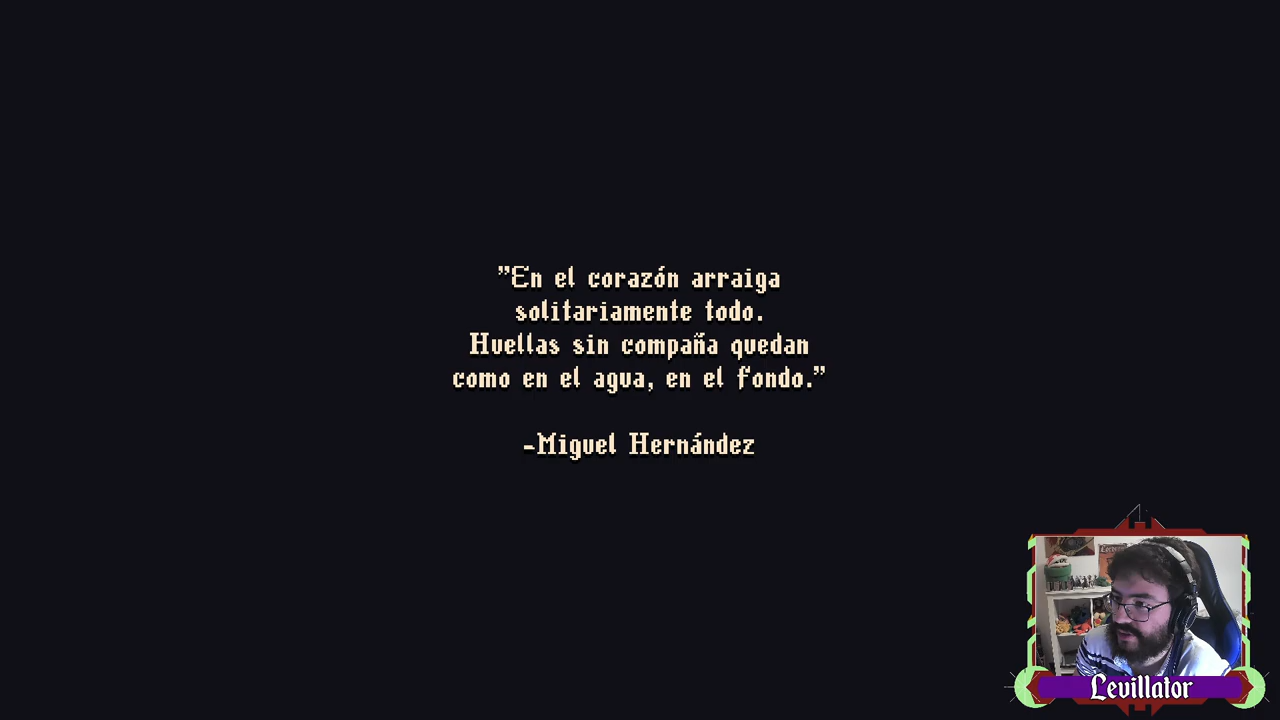 "En el corazón arraiga
solitariamente todo.
Huellas sin compaña quedan
como en el agua, en el fondo."
-Miguel Hernández
Levillator